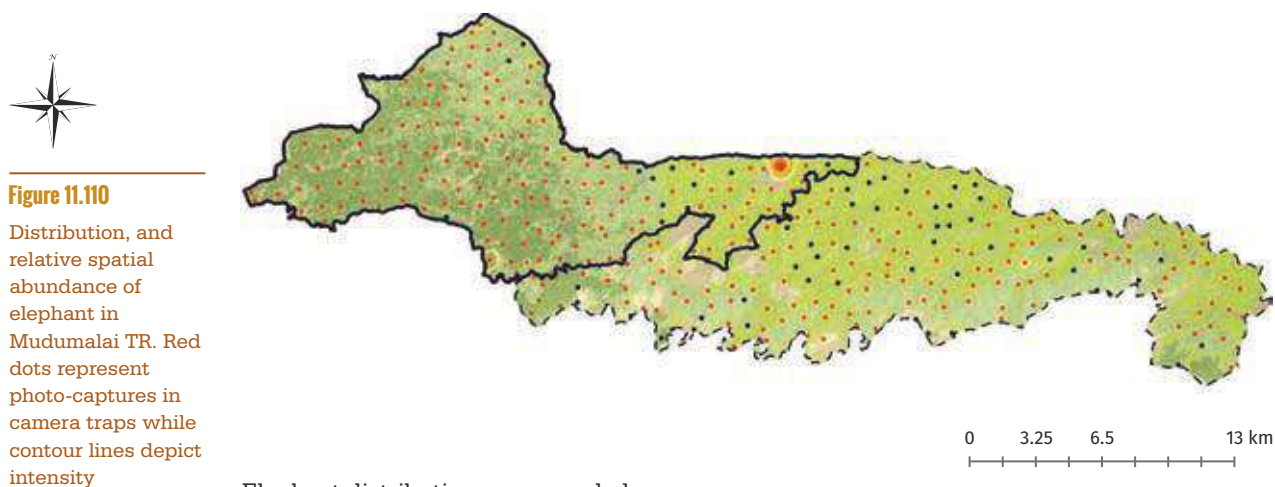 N
Figure 11.110
Distribution, and
relative spatial
abundance of
elephant in
Mudumalai TR. Red
dots represent
photo-captures in
camera traps while
contour lines depict
intensity
0 3.25 6.5 13 km